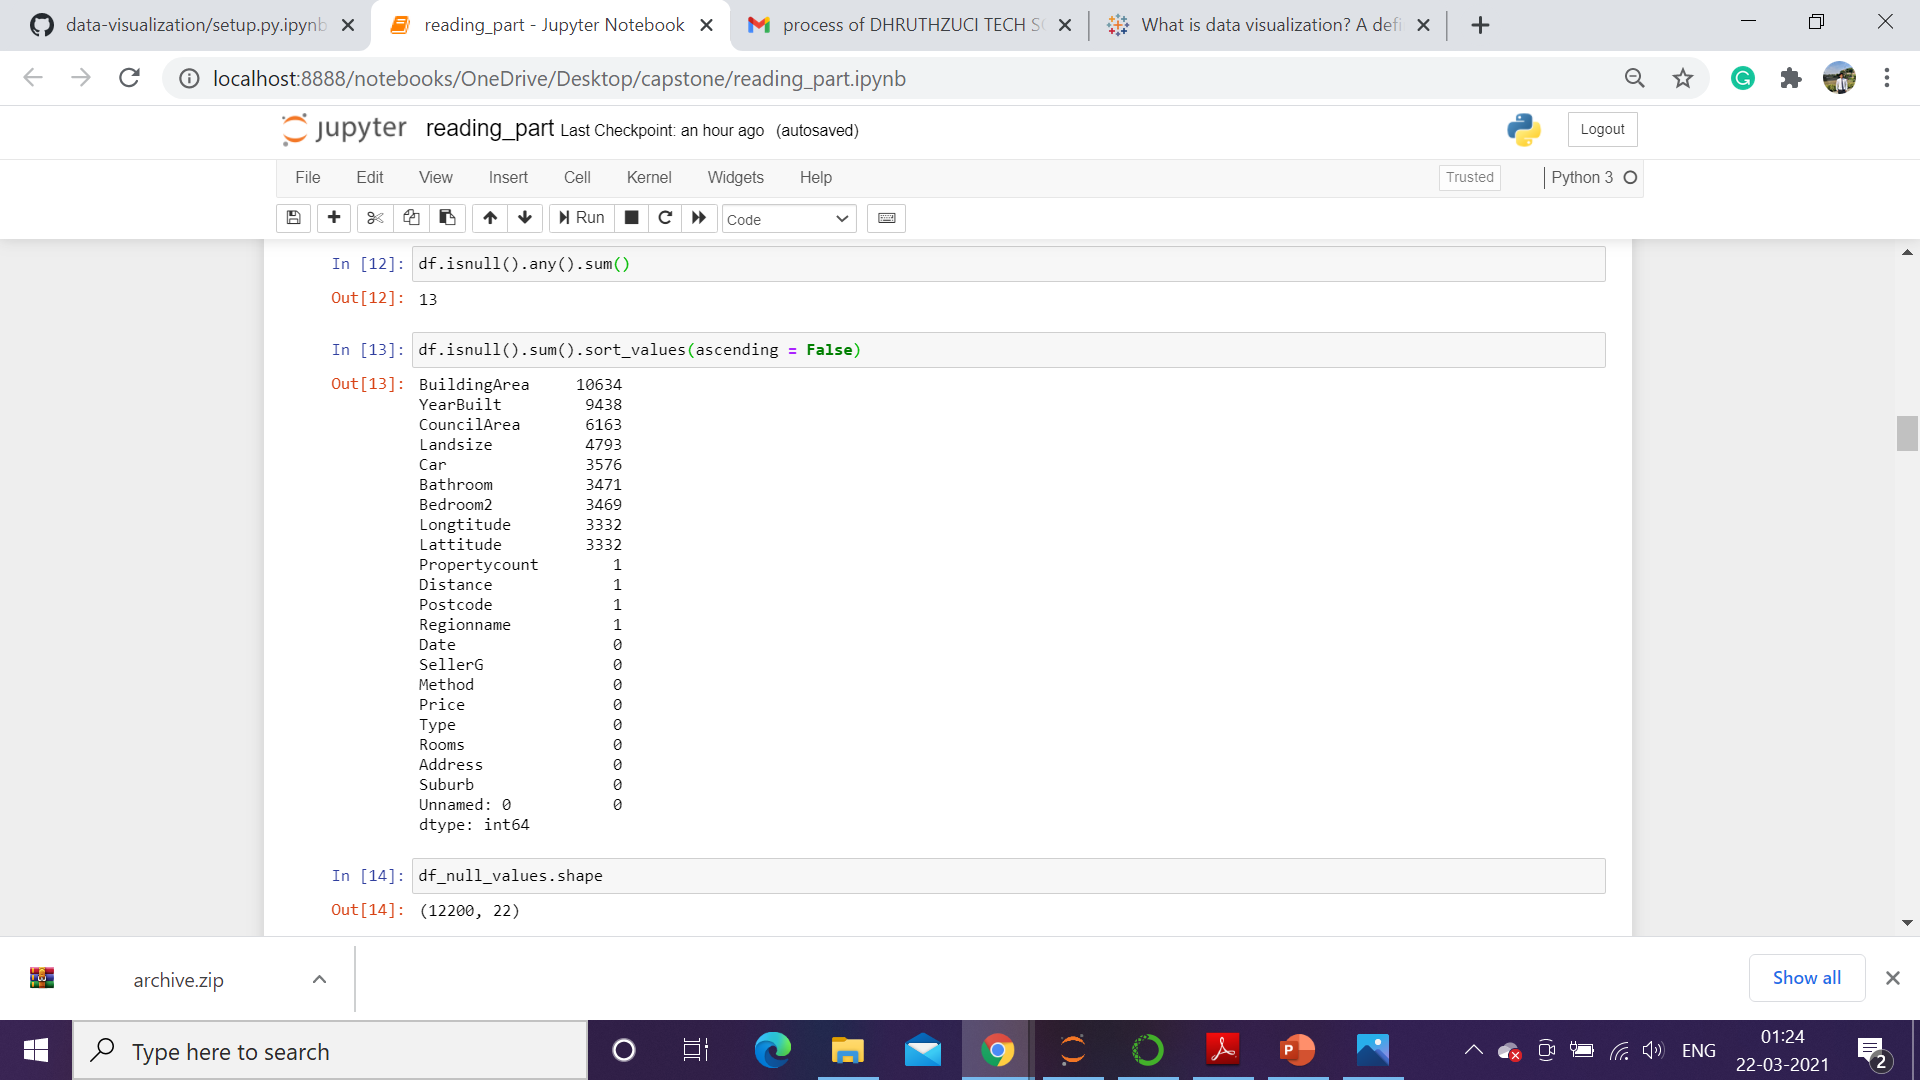 data-visualization/setup.py.ipynb
reading_part - Jupyter Notebook
process of DHRUTHZUCI TECH S
What is data visualization? A defi
localhost:8888/notebooks/OneDrive/Desktop/capstone/reading_part.ipynb
jupyter reading_part Last Checkpoint: an hour ago (autosaved)
Logout
File Edit View Insert Cell Kernel Widgets Help
Trusted
Python 3
Run
Code
In [12]: df.isnull().any().sum()
Out[12]: 13
In [13]: df.isnull().sum().sort_values(ascending = False)
Out[13]: BuildingArea 10634
YearBuilt 9438
CouncilArea 6163
Landsize 4793
Car 3576
Bathroom 3471
Bedroom2 3469
Longtitude 3332
Lattitude 3332
Propertycount 1
Distance 1
Postcode 1
Regionname 1
Date 0
SellerG 0
Method 0
Price 0
Type 0
Rooms 0
Address 0
Suburb 0
Unnamed: 0 0
dtype: int64
In [14]: df_null_values.shape
Out[14]: (12200, 22)
archive.zip
Show all
Type here to search
ENG
01:24
22-03-2021
2